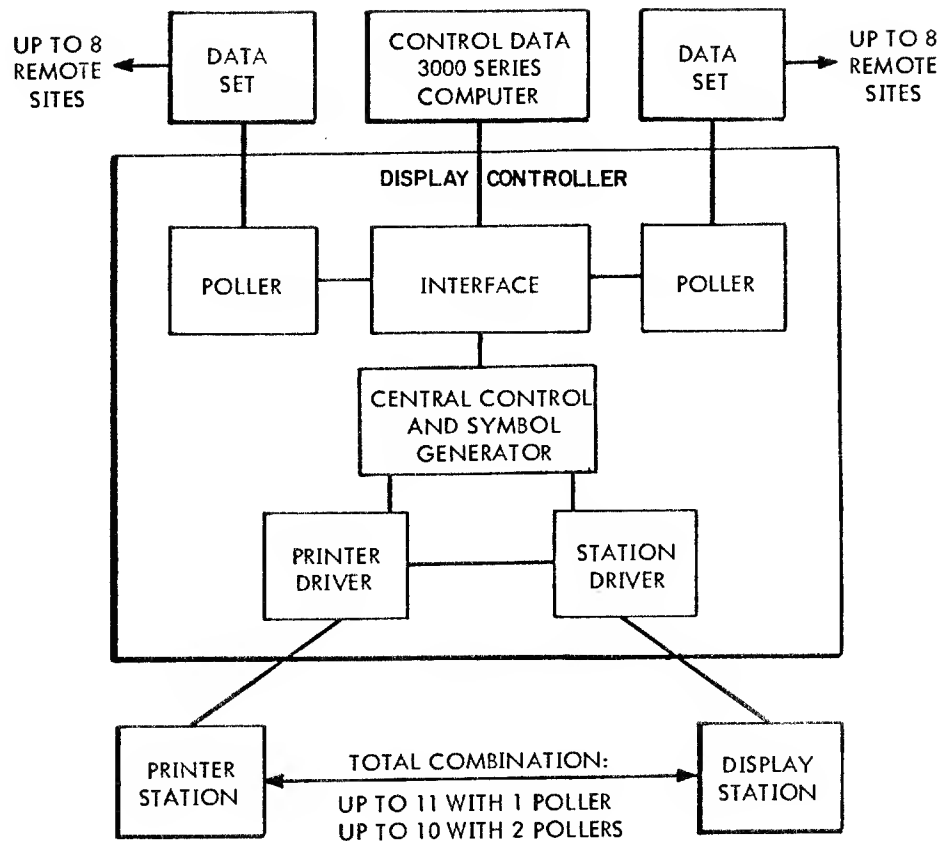 UP TO 8
REMOTE
SITES
DATA
SET
CONTROL DATA
3000 SERIES
COMPUTER
DATA
SET
UP TO 8
REMOTE
SITES
DISPLAY CONTROLLER
POLLER
INTERFACE
POLLER
CENTRAL CONTROL
AND SYMBOL
GENERATOR
PRINTER
DRIVER
STATION
DRIVER
PRINTER
STATION
TOTAL COMBINATION:
UP TO 11 WITH 1 POLLER
UP TO 10 WITH 2 POLLERS
DISPLAY
STATION